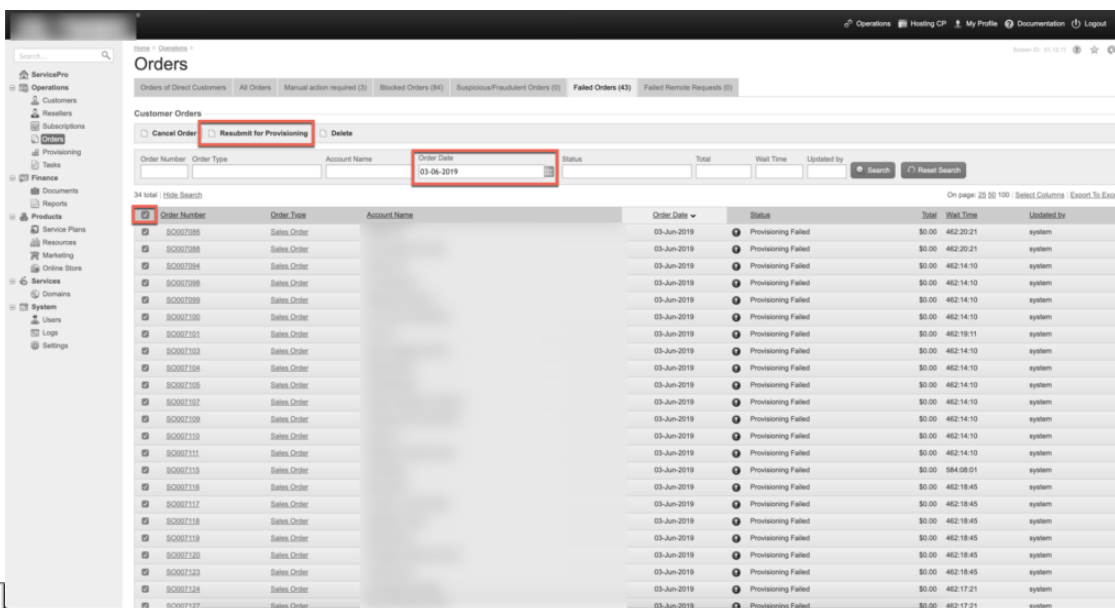 Operations Hosting CP My Profile Documentation Logout
Search...
ServicePro
Operations
Customers
Resellers
Subscriptions
Orders
Provisioning
Tasks
Finance
Documents
Reports
Products
Service Plans
Resources
Marketing
Online Store
Services
Domains
System
Users
Logs
Settings
Home > Operations >
Orders
Orders of Direct Customers All Orders Manual action required (3) Blocked Orders (84) Suspicious/Fraudulent Orders (0) Failed Orders (43) Failed Remote Requests (0)
Customer Orders
Cancel Order Resubmit for Provisioning Delete
Order Number Order Type Account Name Order Date Status Total Wait Time Updated by
03-06-2019 Search Reset Search
34 total | Hide Search On page: 25 50 100 | Select Columns | Export To
Order Number Order Type Account Name Order Date Status Total Wait Time Updated by
SO007086 Sales Order 03-Jun-2019 Provisioning Failed $0.00 462:20:21 system
SO007088 Sales Order 03-Jun-2019 Provisioning Failed $0.00 462:20:21 system
SO007094 Sales Order 03-Jun-2019 Provisioning Failed $0.00 462:14:10 system
SO007098 Sales Order 03-Jun-2019 Provisioning Failed $0.00 462:14:10 system
SO007099 Sales Order 03-Jun-2019 Provisioning Failed $0.00 462:14:10 system
SO007100 Sales Order 03-Jun-2019 Provisioning Failed $0.00 462:14:10 system
SO007101 Sales Order 03-Jun-2019 Provisioning Failed $0.00 462:19:11 system
SO007103 Sales Order 03-Jun-2019 Provisioning Failed $0.00 462:14:10 system
SO007104 Sales Order 03-Jun-2019 Provisioning Failed $0.00 462:14:10 system
SO007105 Sales Order 03-Jun-2019 Provisioning Failed $0.00 462:14:10 system
SO007107 Sales Order 03-Jun-2019 Provisioning Failed $0.00 462:14:10 system
SO007109 Sales Order 03-Jun-2019 Provisioning Failed $0.00 462:14:10 system
SO007110 Sales Order 03-Jun-2019 Provisioning Failed $0.00 462:14:10 system
SO007111 Sales Order 03-Jun-2019 Provisioning Failed $0.00 462:14:10 system
SO007115 Sales Order 03-Jun-2019 Provisioning Failed $0.00 584:08:01 system
SO007116 Sales Order 03-Jun-2019 Provisioning Failed $0.00 462:18:45 system
SO007117 Sales Order 03-Jun-2019 Provisioning Failed $0.00 462:18:45 system
SO007118 Sales Order 03-Jun-2019 Provisioning Failed $0.00 462:18:45 system
SO007119 Sales Order 03-Jun-2019 Provisioning Failed $0.00 462:18:45 system
SO007120 Sales Order 03-Jun-2019 Provisioning Failed $0.00 462:18:45 system
SO007123 Sales Order 03-Jun-2019 Provisioning Failed $0.00 462:18:45 system
SO007124 Sales Order 03-Jun-2019 Provisioning Failed $0.00 462:17:21 system
SO007127 Sales Order 03-Jun-2019 Provisioning Failed $0.00 462:17:21 system